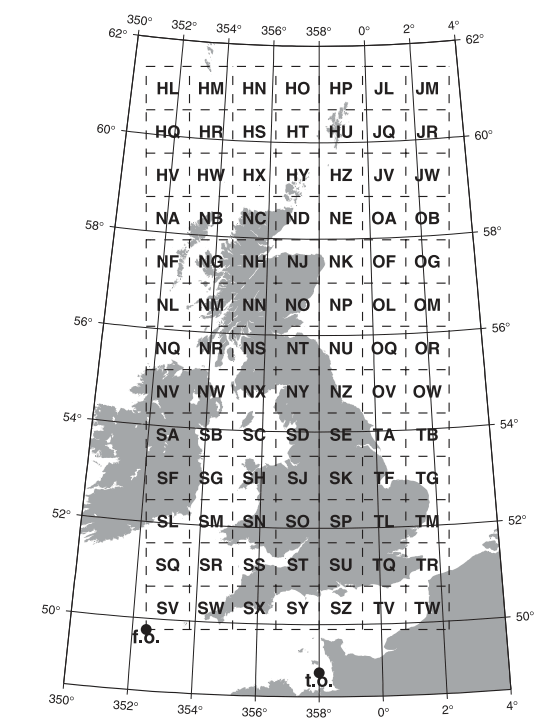 350° 352° 354° 356° 358° 0° 2° 4°
62° 62°
HL HM HN HO HP JL JM
60° HQ HR HS HT HU JQ JR 60°
HV HW HX HY HZ JV JW
58° NA NB NC ND NE OA OB 58°
NF NG NH NJ NK OF OG
NL NM NN NO NP OL OM
56° 56°
NQ NR NS NT NU OQ OR
NV NW NX NY NZ OV OW
54° 54°
SA SB SC SD SE TA TB
SF SG SH SJ SK TF TG
52° SL SM SN SO SP TL TM 52°
SQ SR SS ST SU TQ TR
50° SV SW SX SY SZ TV TW 50°
f.o.
t.o.
350° 352° 354° 356° 358° 0° 2° 4°